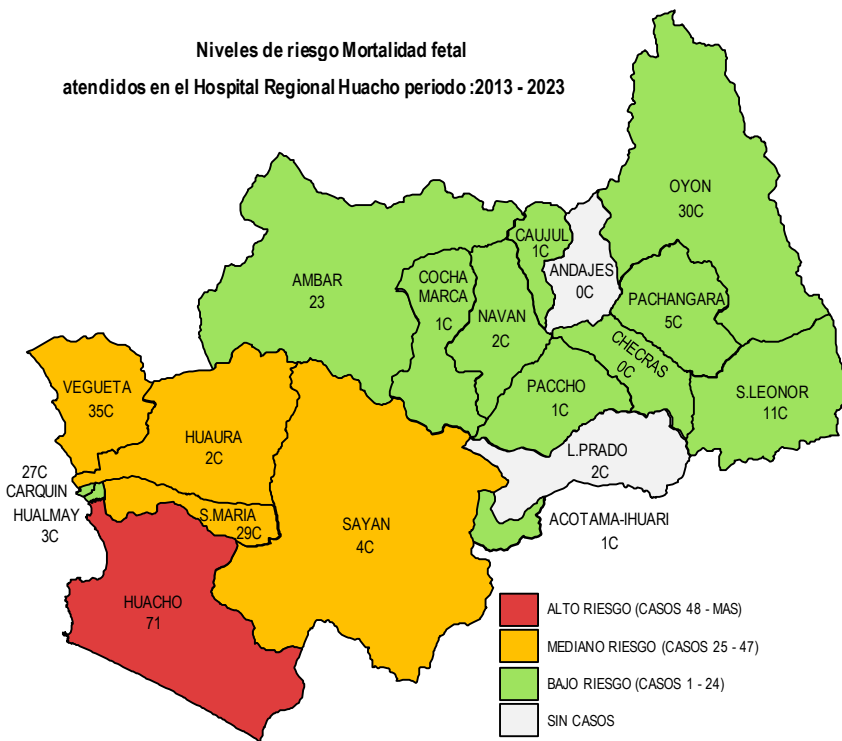 Niveles de riesgo Mortalidad fetal
atendidos en el Hospital Regional Huacho periodo :2013 - 2023
OYON
30C
CAUJUL
1C
ANDAJES
0C
AMBAR
23
COCHA
MARCA
1C
NAVAN
2C
PACHANGARA
5C
CHECRAS
0C
VEGUETA
35C
PACCHO
1C
S.LEONOR
11C
HUAURA
2C
L.PRADO
2C
27C
CARQUIN
HUALMAY
3C
S.MARIA
29C
SAYAN
4C
ACOTAMA-IHUARI
1C
HUACHO
71
ALTO RIESGO (CASOS 48 - MAS)
MEDIANO RIESGO (CASOS 25 - 47)
BAJO RIESGO (CASOS 1 - 24)
SIN CASOS